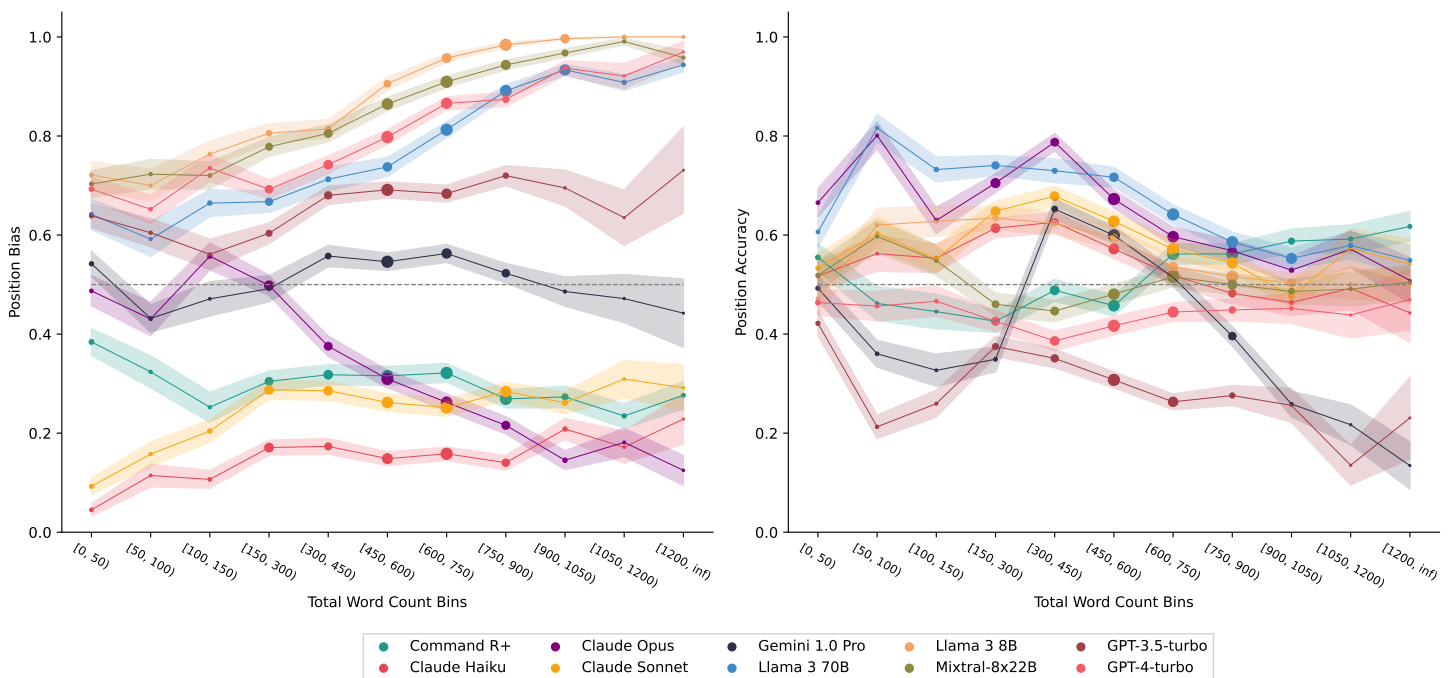 1.0
0.8
0.6
0.4
0.2
0.0
Position Bias
[0, 50)
[50, 100)
[100, 150)
[150, 300)
[300, 450)
[450, 600)
[600, 750)
[750, 900)
[900, 1050)
[1050, 1200)
[1200, inf)
Total Word Count Bins
1.0
0.8
0.6
0.4
0.2
0.0
Position Accuracy
[0, 50)
[50, 100)
[100, 150)
[150, 300)
[300, 450)
[450, 600)
[600, 750)
[750, 900)
[900, 1050)
[1050, 1200)
[1200, inf)
Total Word Count Bins
Command R+
Claude Haiku
Claude Opus
Claude Sonnet
Gemini 1.0 Pro
Llama 3 70B
Llama 3 8B
Mixtral-8x22B
GPT-3.5-turbo
GPT-4-turbo